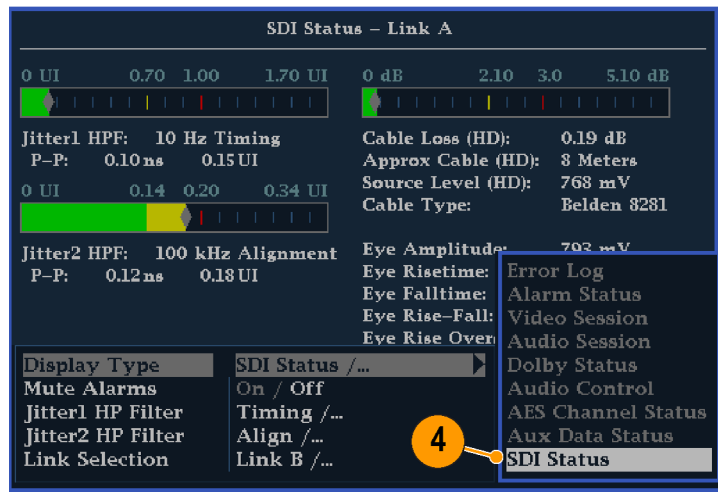 SDI Status – Link A
0 UI 0.70 1.00 1.70 UI
Jitter1 HPF: 10 Hz Timing
P–P: 0.10 ns 0.15 UI
0 UI 0.14 0.20 0.34 UI
Jitter2 HPF: 100 kHz Alignment
P–P: 0.12 ns 0.18 UI
0 dB 2.10 3.0 5.10 dB
Cable Loss (HD): 0.19 dB
Approx Cable (HD): 8 Meters
Source Level (HD): 768 mV
Cable Type: Belden 8281
Eye Amplitude: 793 mV
Eye Risetime:
Eye Falltime:
Eye Rise–Fall:
Eye Rise Over
Display Type SDI Status /...
Mute Alarms On / Off
Jitter1 HP Filter Timing /...
Jitter2 HP Filter Align /...
Link Selection Link B /...
Error Log
Alarm Status
Video Session
Audio Session
Dolby Status
Audio Control
AES Channel Status
Aux Data Status
SDI Status
4